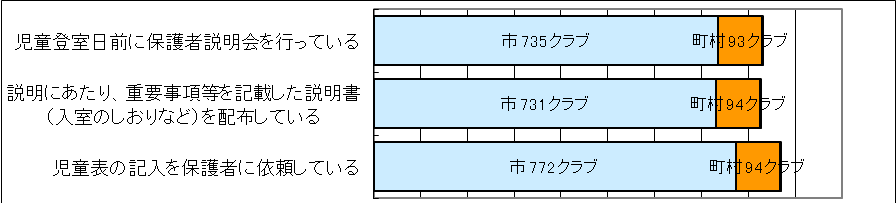 児童登室日前に保護者説明会を行っている
市735クラブ
町村93クラブ
説明にあたり、重要事項等を記載した説明書
（入室のしおりなど）を配布している
市731クラブ
町村94クラブ
児童表の記入を保護者に依頼している
市772クラブ
町村94クラブ